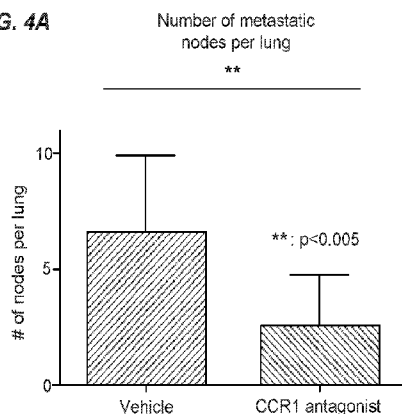 G. 4A
Number of metastatic
nodes per lung
**
# of nodes per lung
10
5
0
**: p<0.005
Vehicle
CCR1 antagonist